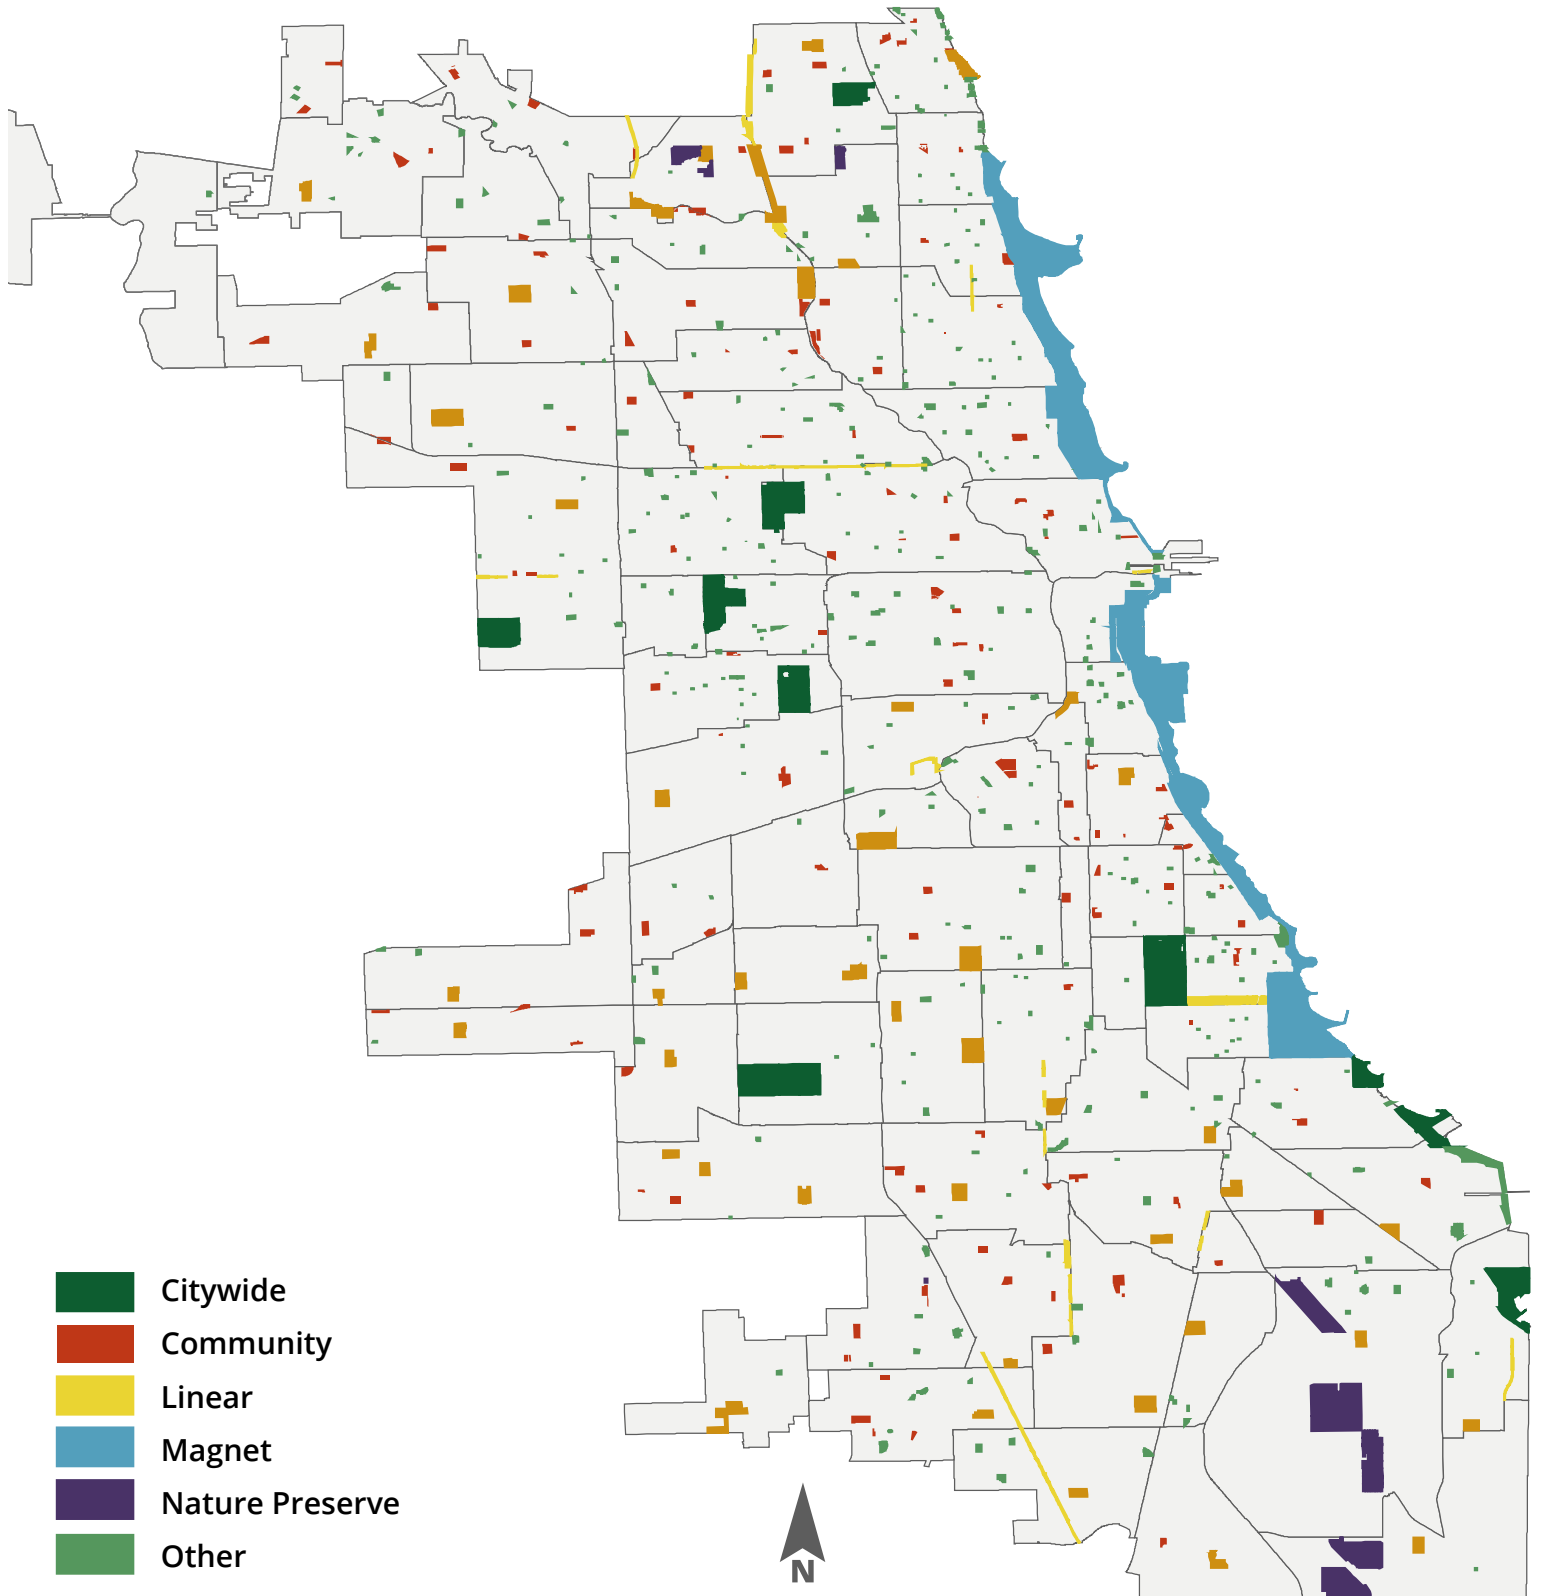 Citywide
Community
Linear
Magnet
Nature Preserve
Other
N